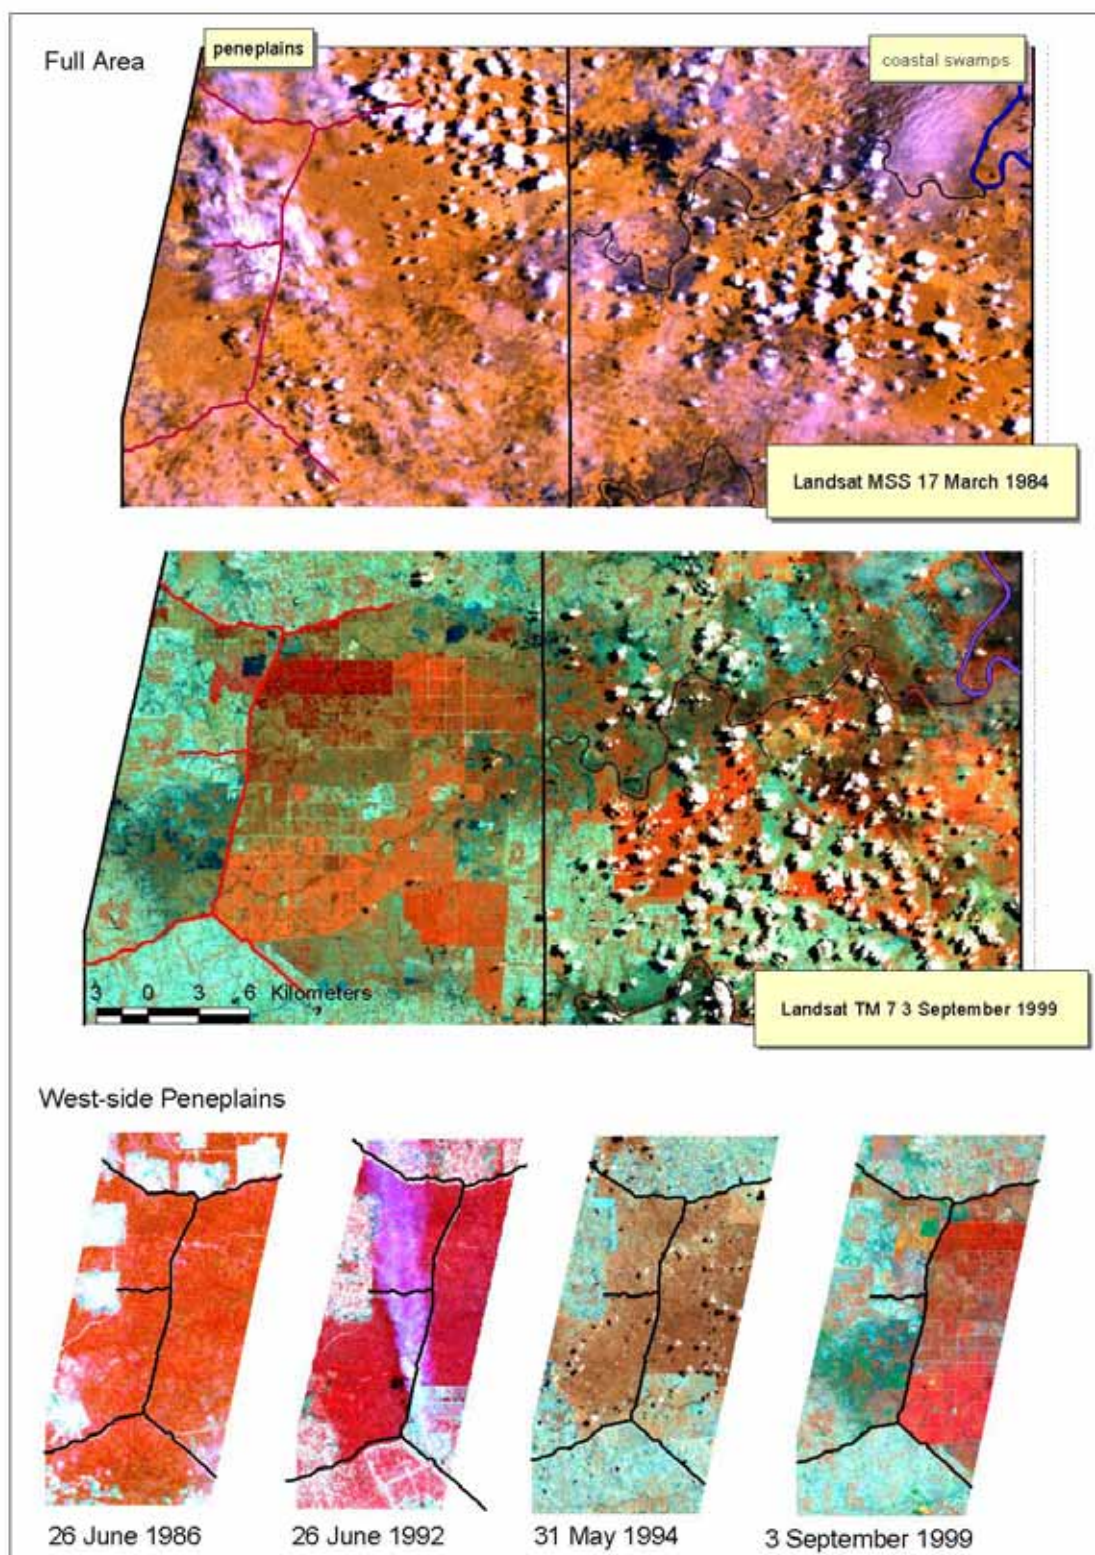 Full Area
peneplains
coastal swamps
Landsat MSS 17 March 1984
3 0 3 6 Kilometers
Landsat TM 7 3 September 1999
West-side Peneplains
26 June 1986
26 June 1992
31 May 1994
3 September 1999